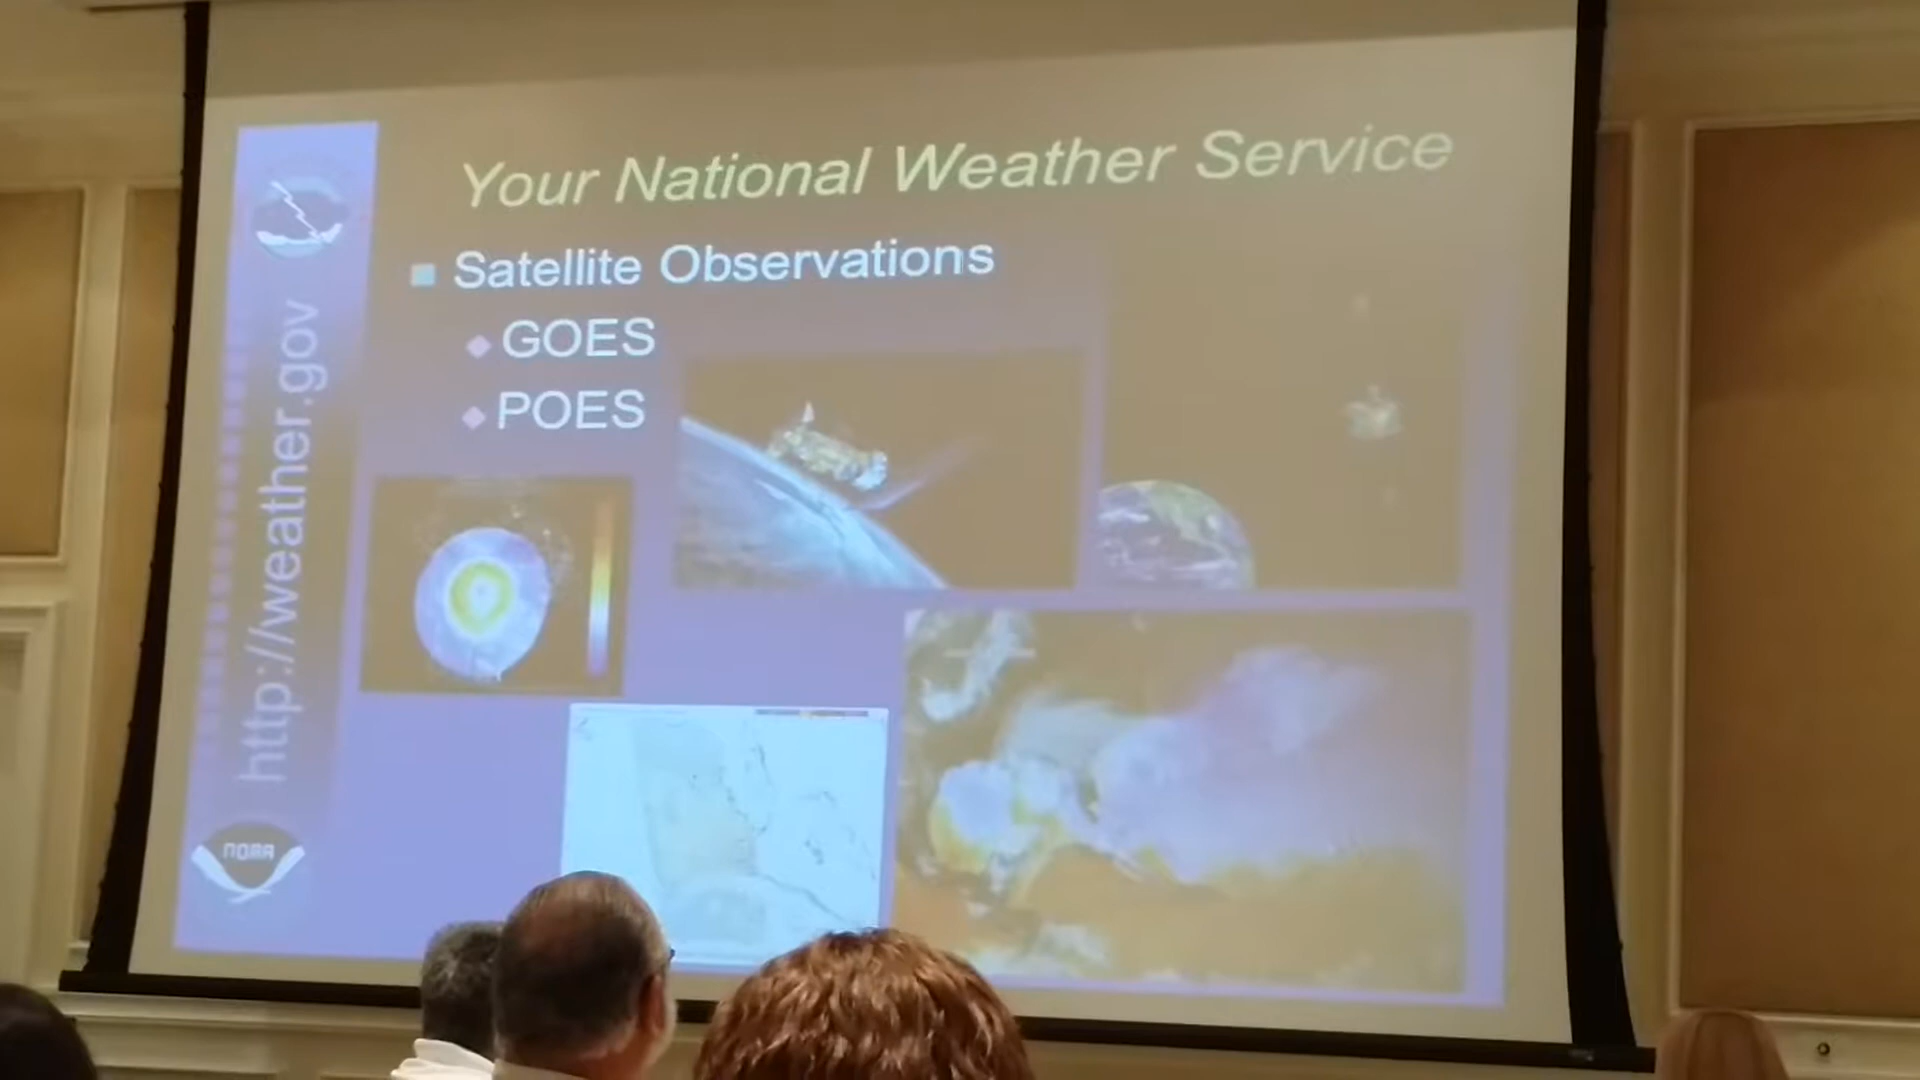 Your National Weather Service
Satellite Observations
GOES
POES
http://weather.gov
NOAA